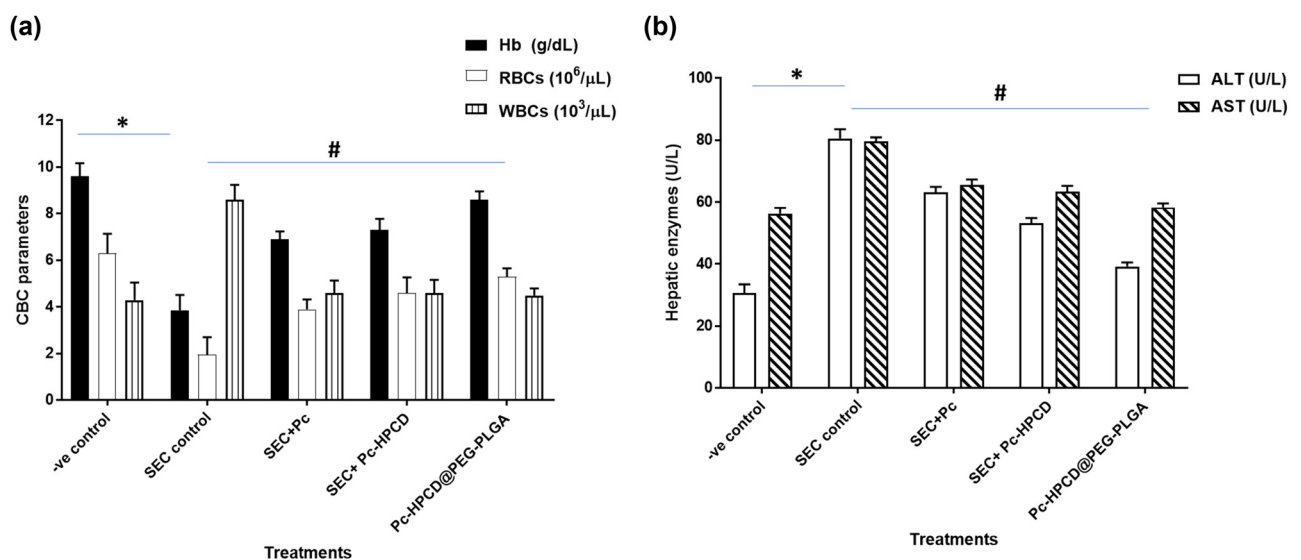 (a)
Hb (g/dL)
RBCs (10⁶/μL)
WBCs (10³/μL)
CBC parameters
12
10
8
6
4
2
0
*
#
-ve control
SEC control
SEC+Pc
SEC+ Pc-HPCD
Pc-HPCD@PEG-PLGA
Treatments
(b)
ALT (U/L)
AST (U/L)
Hepatic enzymes (U/L)
100
80
60
40
20
0
*
#
-ve control
SEC control
SEC+Pc
SEC+ Pc-HPCD
Pc-HPCD@PEG-PLGA
Treatments